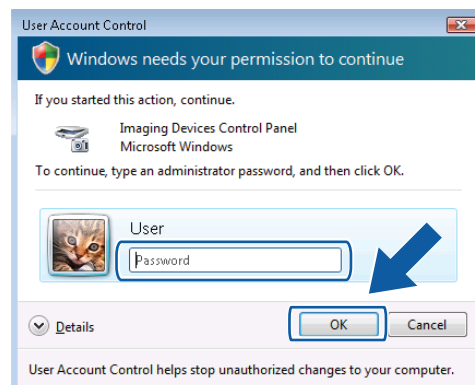 User Account Control
Windows needs your permission to continue
If you started this action, continue.
Imaging Devices Control Panel
Microsoft Windows
To continue, type an administrator password, and then click OK.
User
Password
Details
OK
Cancel
User Account Control helps stop unauthorized changes to your computer.